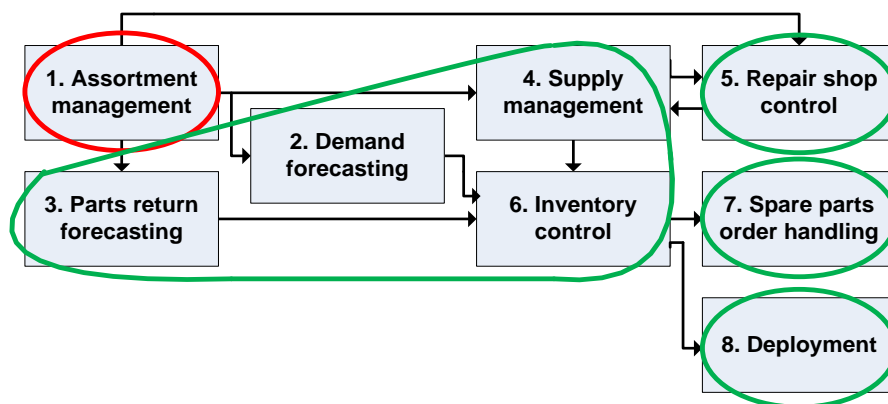 1. Assortment
management
2. Demand
forecasting
3. Parts return
forecasting
4. Supply
management
5. Repair shop
control
6. Inventory
control
7. Spare parts
order handling
8. Deployment